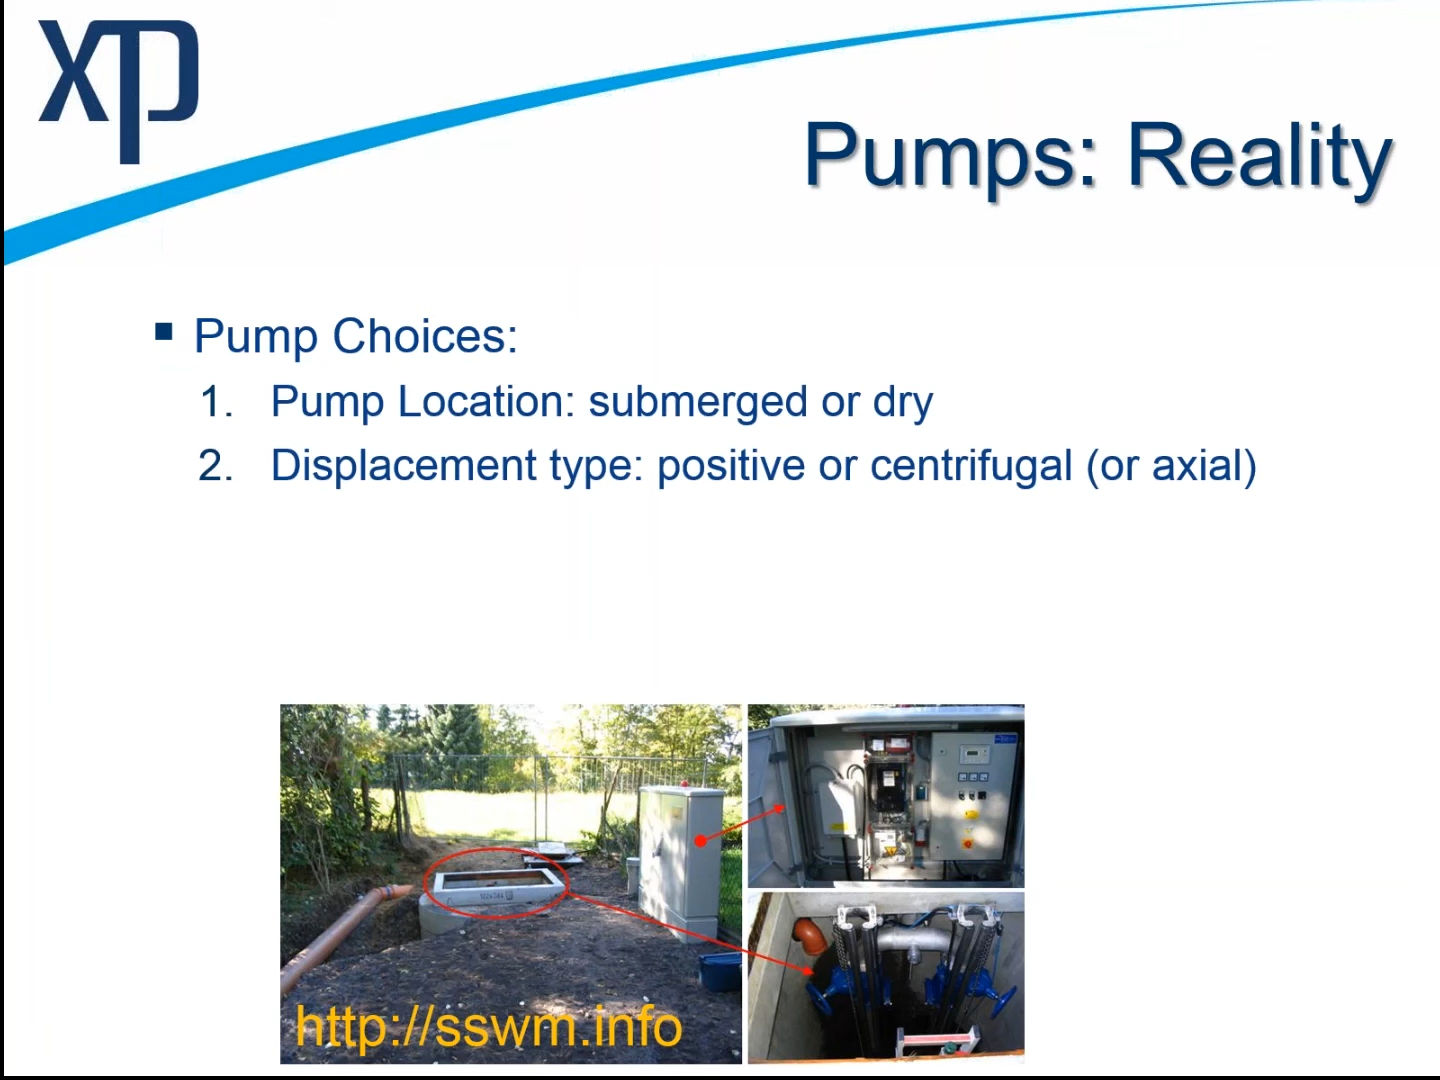 xp
Pumps: Reality
Pump Choices:
1. Pump Location: submerged or dry
2. Displacement type: positive or centrifugal (or axial)
http://sswm.info